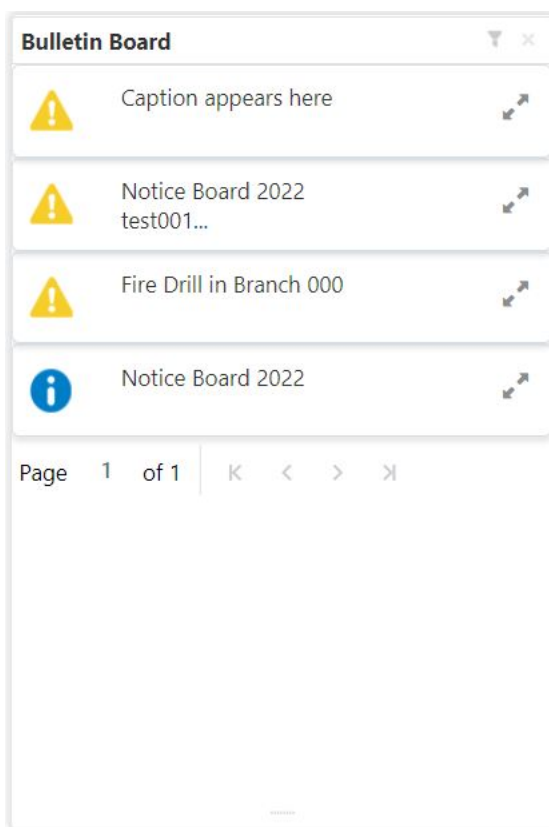 Bulletin Board
Caption appears here
Notice Board 2022
test001...
Fire Drill in Branch 000
Notice Board 2022
Page 1 of 1